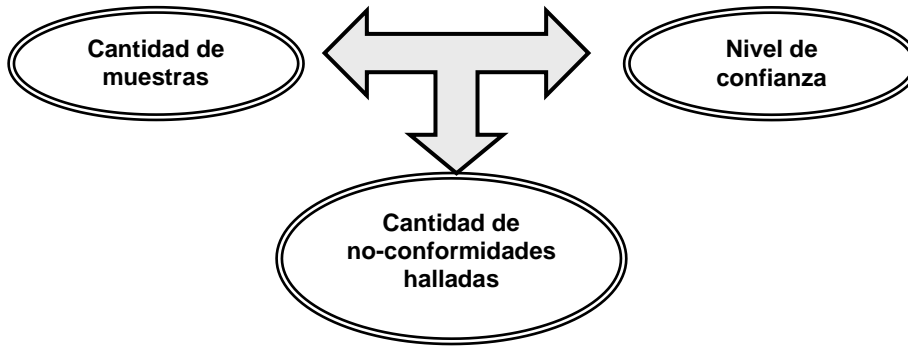 Cantidad de
muestras
Nivel de
confianza
Cantidad de
no-conformidades
halladas